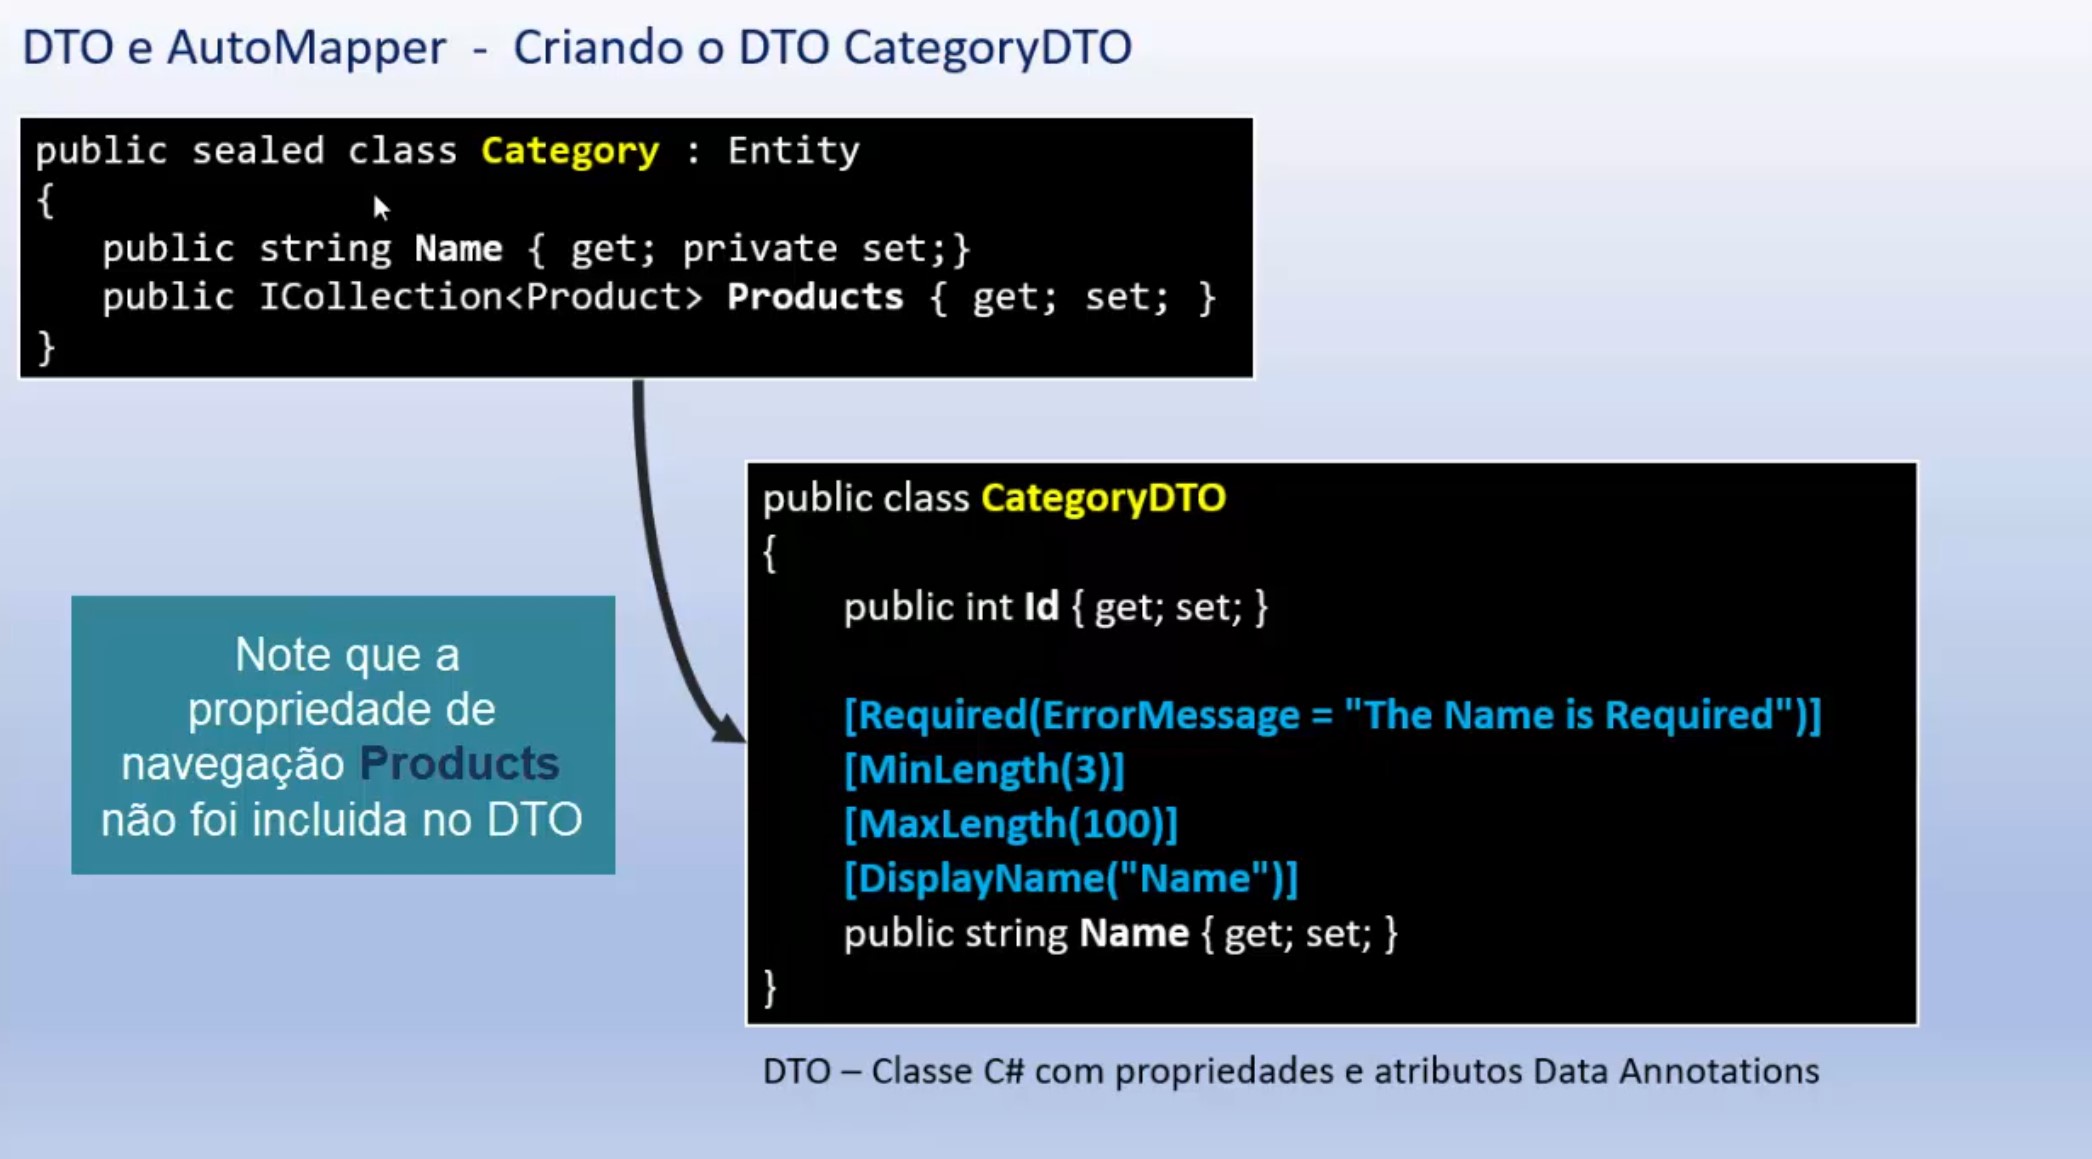 DTO e AutoMapper - Criando o DTO CategoryDTO
public sealed class Category : Entity
{
public string Name { get; private set;}
public ICollection<Product> Products { get; set; }
}
public class CategoryDTO
{
public int Id { get; set; }
[Required(ErrorMessage = "The Name is Required")]
[MinLength(3)]
[MaxLength(100)]
[DisplayName("Name")]
public string Name { get; set; }
}
Note que a
propriedade de
navegação Products
não foi incluida no DTO
DTO – Classe C# com propriedades e atributos Data Annotations